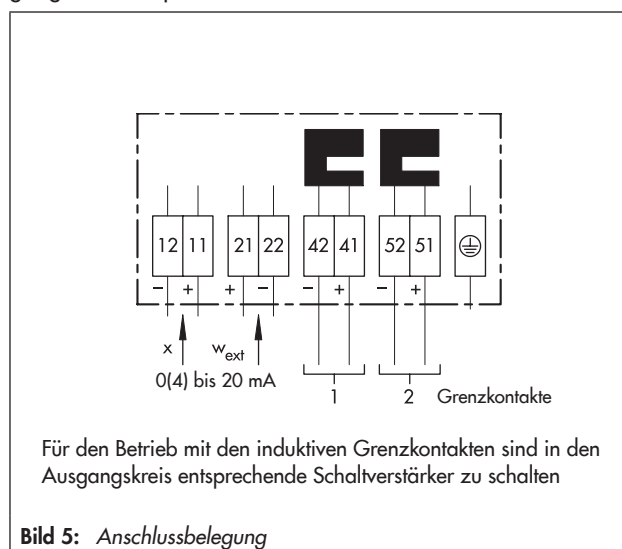 12 11 21 22 42 41 52 51
– + + – – + – +
x w_ext
0(4) bis 20 mA
1 2 Grenzkontakte
Für den Betrieb mit den induktiven Grenzkontakten sind in den
Ausgangskreis entsprechende Schaltverstärker zu schalten
Bild 5: Anschlussbelegung